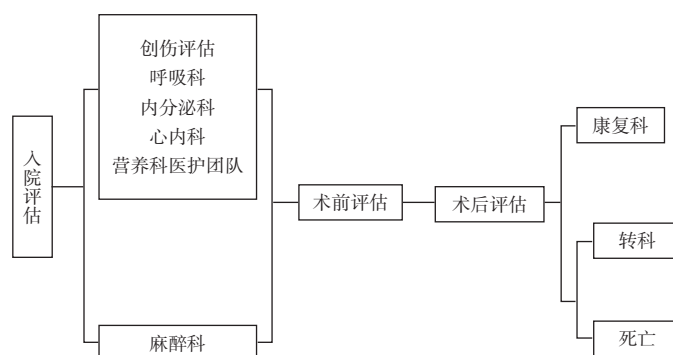 入院评估
创伤评估
呼吸科
内分泌科
心内科
营养科医护团队
麻醉科
术前评估
术后评估
康复科
转科
死亡